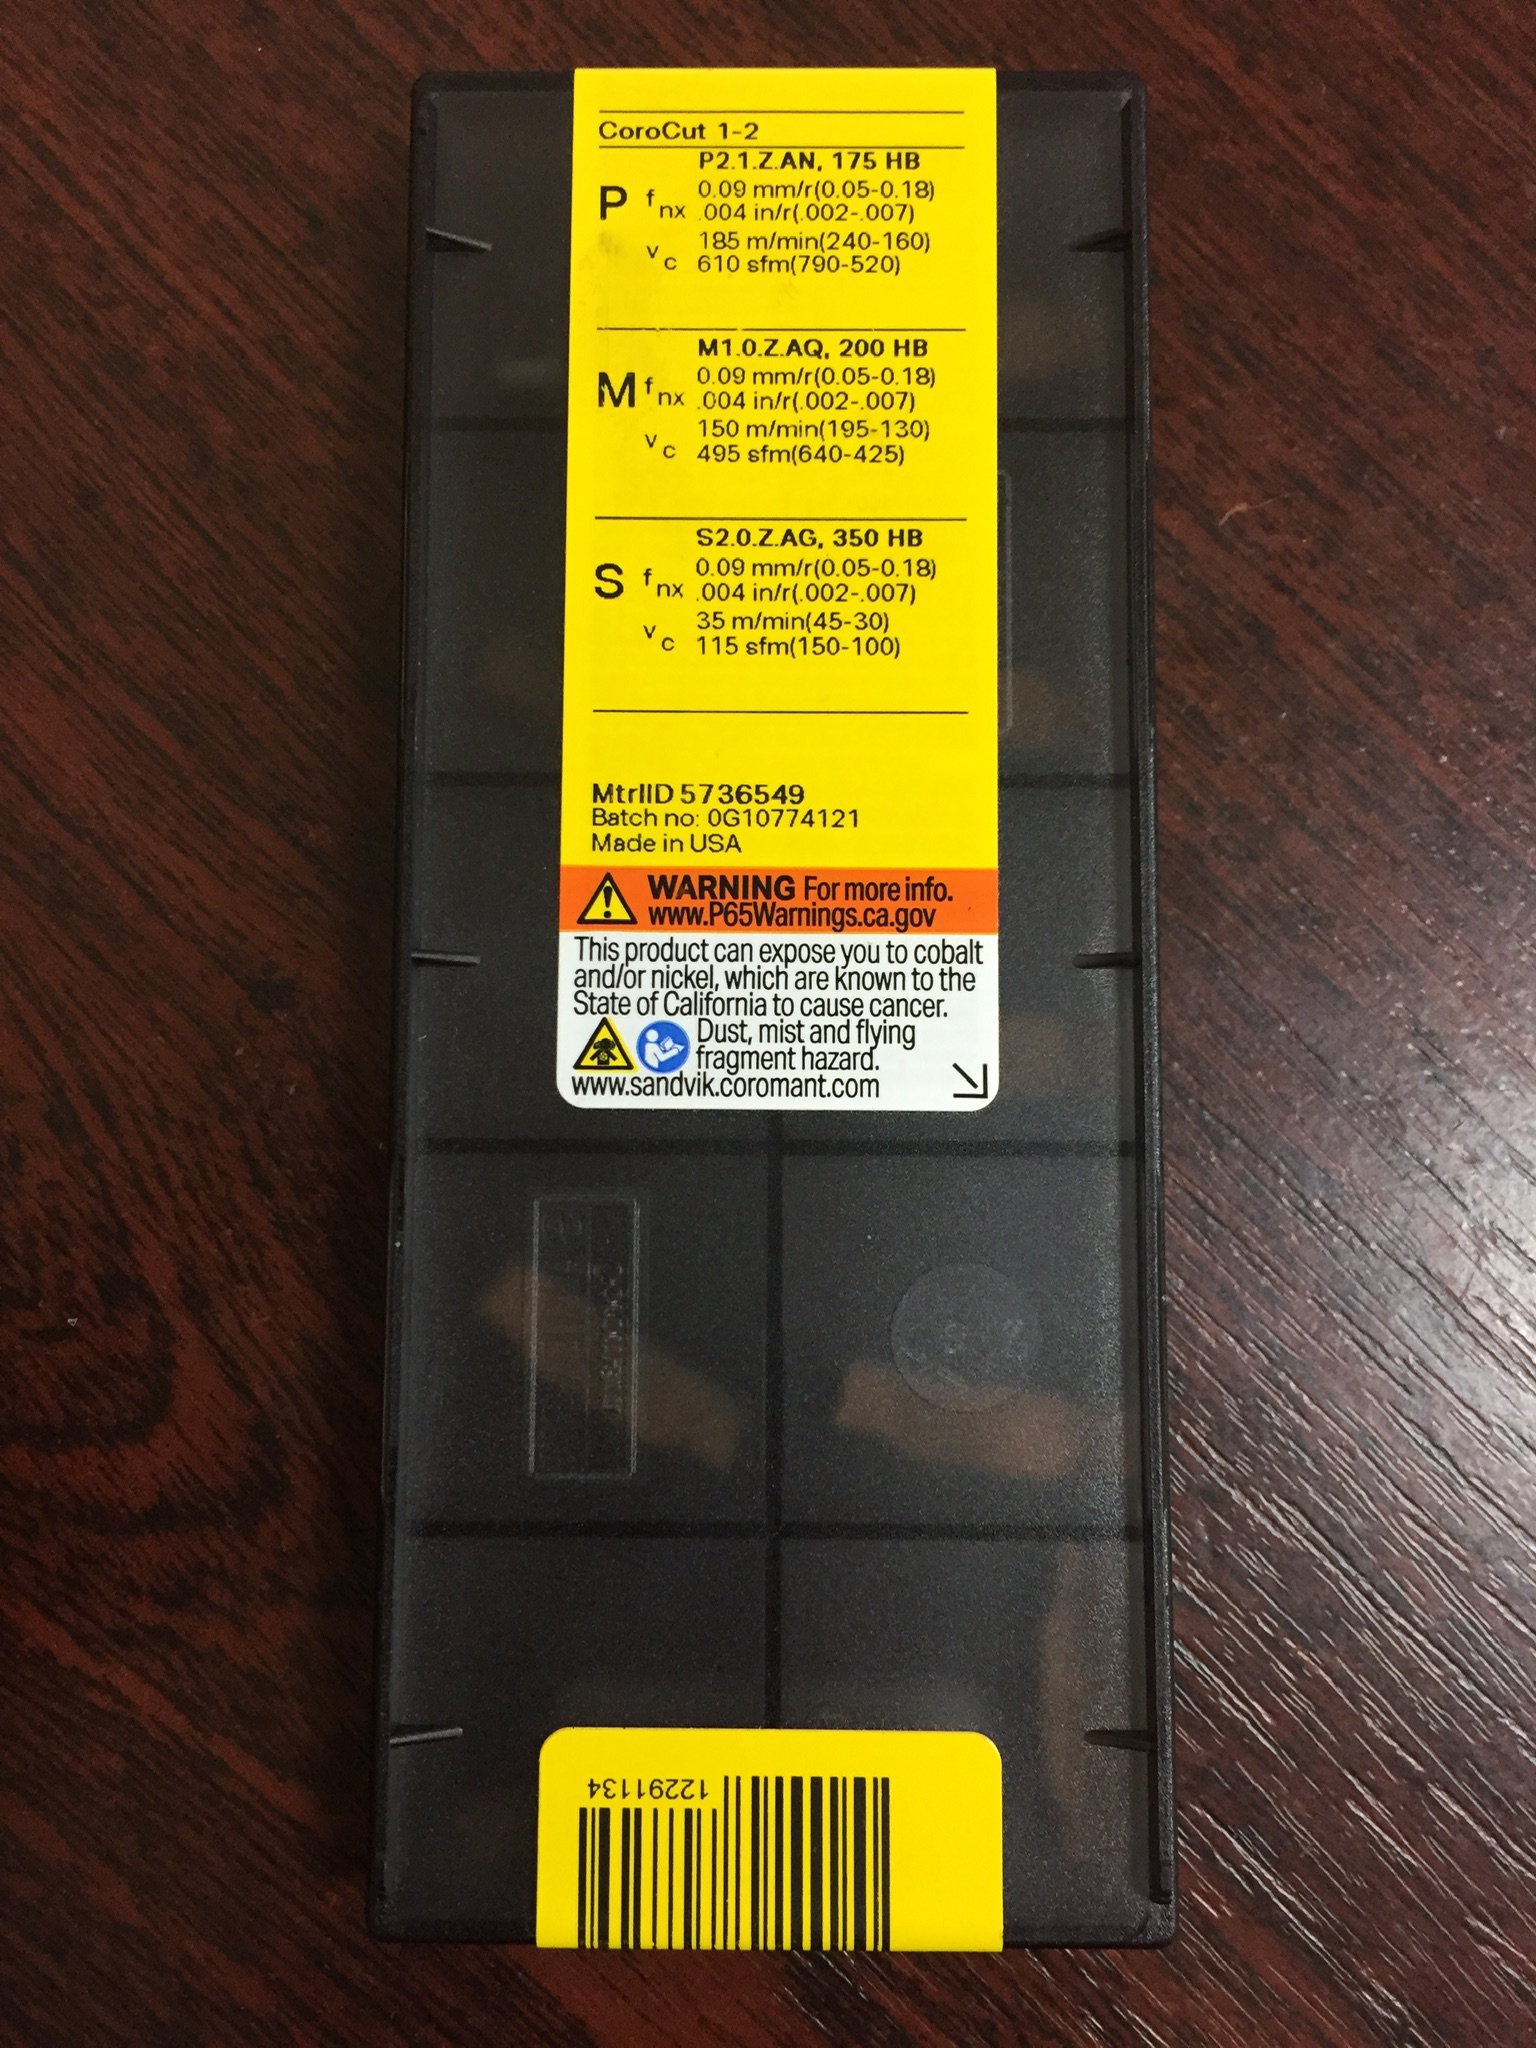 CoroCut 1-2
P2.1.Z.AN, 175 HB
P fnx 0.09 mm/r(0.05-0.18)
.004 in/r(.002-.007)
vc 185 m/min(240-160)
610 sfm(790-520)
M1.0.Z.AQ, 200 HB
M fnx 0.09 mm/r(0.05-0.18)
.004 in/r(.002-.007)
vc 150 m/min(195-130)
495 sfm(640-425)
S2.0.Z.AG, 350 HB
S fnx 0.09 mm/r(0.05-0.18)
.004 in/r(.002-.007)
vc 35 m/min(45-30)
115 sfm(150-100)
MtrlID 5736549
Batch no: 0G10774121
Made in USA
WARNING For more info.
www.P65Warnings.ca.gov
This product can expose you to cobalt
and/or nickel, which are known to the
State of California to cause cancer.
Dust, mist and flying
fragment hazard.
www.sandvik.coromant.com
12291134